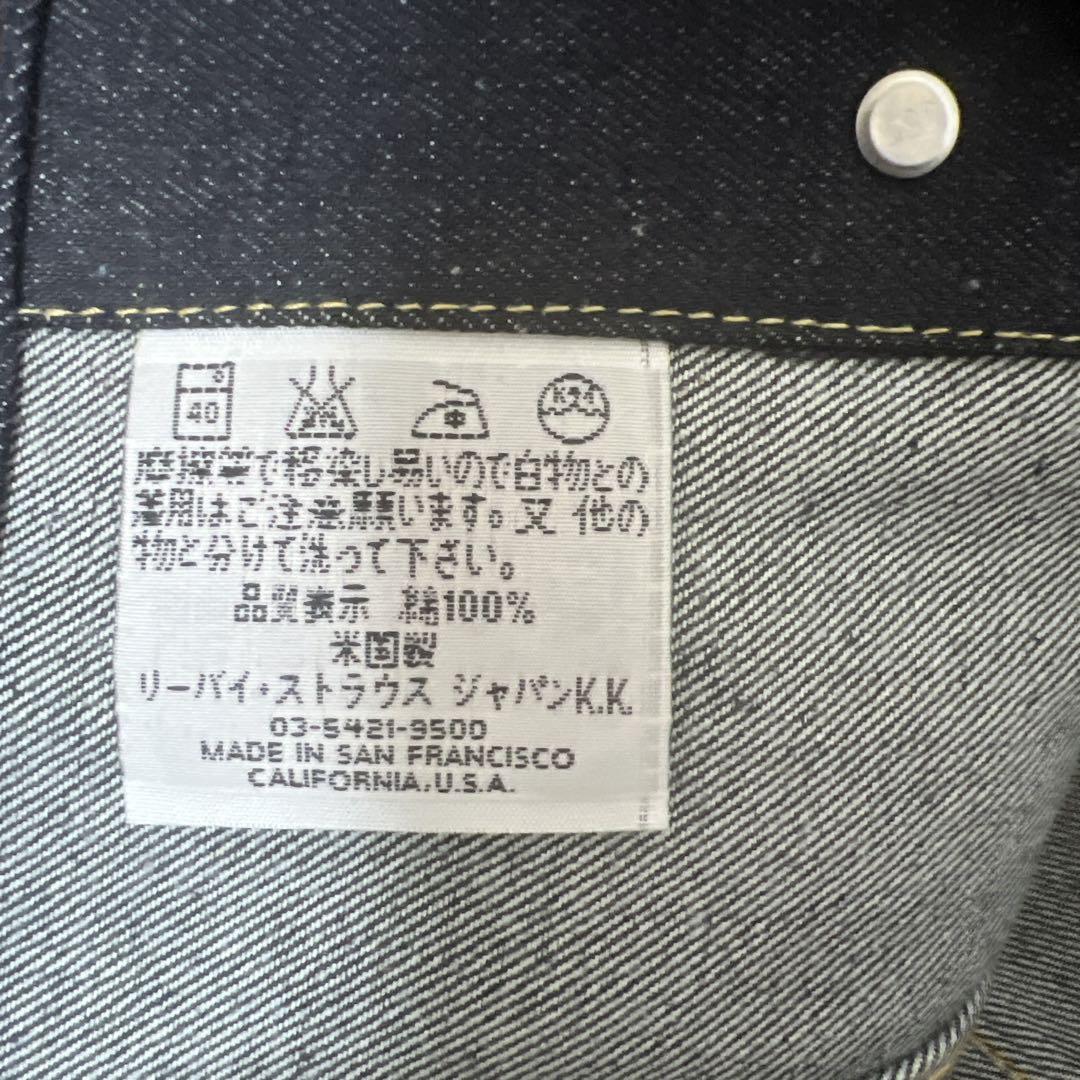 40
摩擦等で移染し易いので白物との
着用はご注意願います。又 他の
物と分けて洗って下さい。
品質表示 綿100%
米国製
リーバイ・ストラウス ジャパンK.K.
03-5421-9500
MADE IN SAN FRANCISCO
CALIFORNIA,U.S.A.